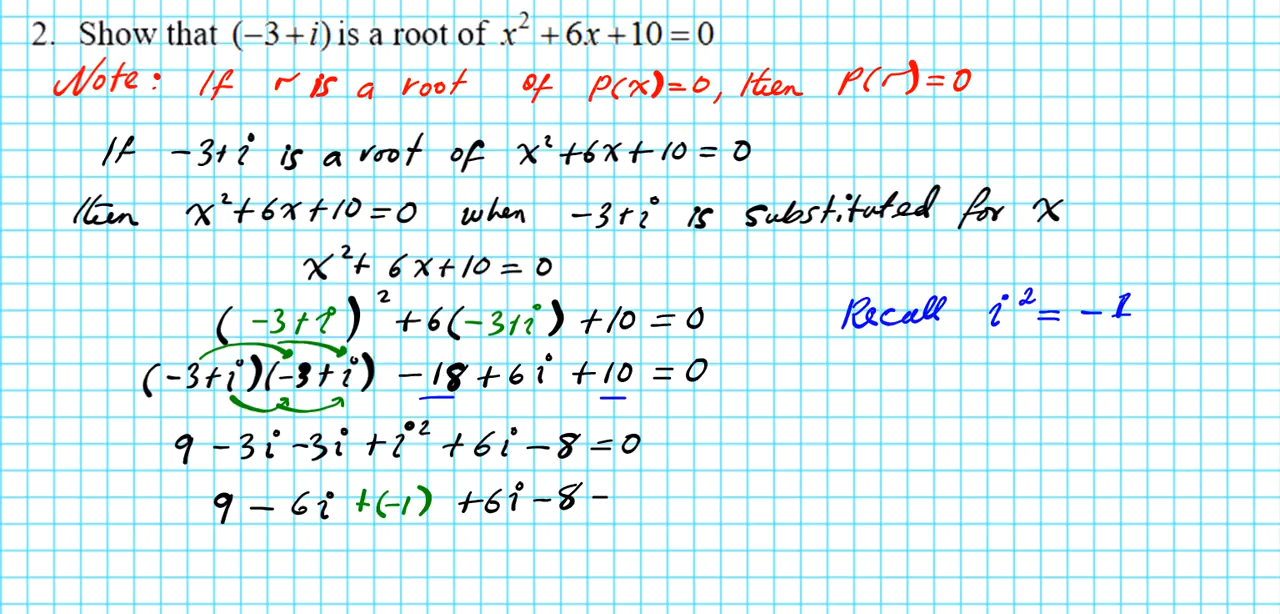 2. Show that (−3+i) is a root of x² + 6x + 10 = 0
Note: If r is a root of P(x)=0, then P(r)=0
If -3+i is a root of x²+6x+10 = 0
then x²+6x+10=0 when -3+i is substituted for x
x²+ 6x+10 = 0
(-3+i)² +6(-3+i) +10 = 0 Recall i² = -1
(-3+i)(-3+i) -18+6i +10 = 0
9 -3i -3i +i² +6i -8 = 0
9 - 6i +(-1) +6i -8 -